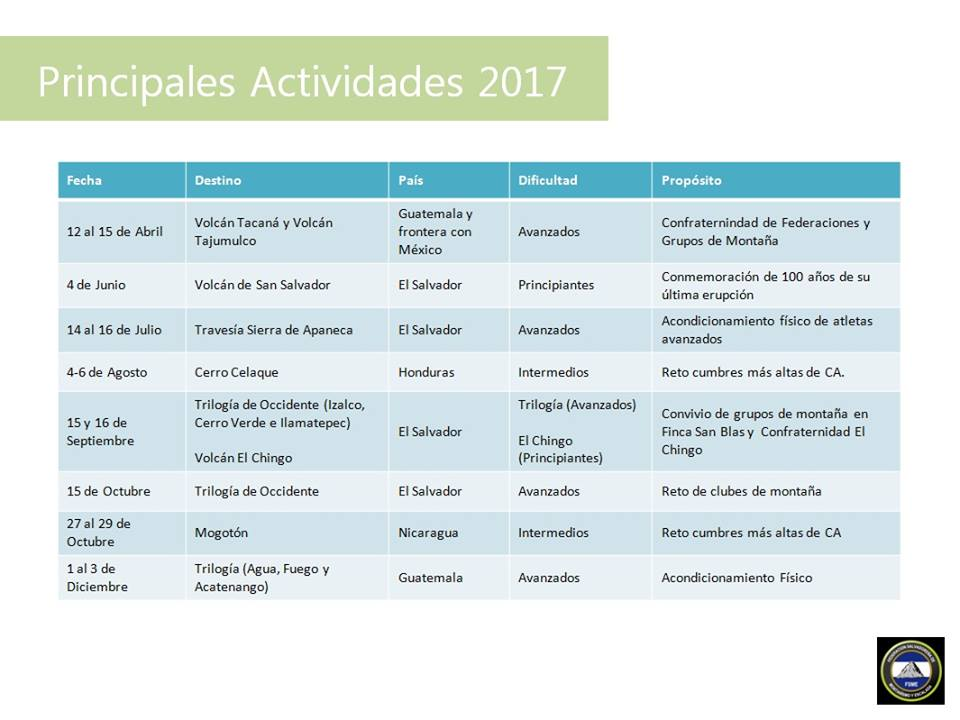 Principales Actividades 2017
Fecha Destino País Dificultad Propósito
12 al 15 de Abril
Volcán Tacaná y Volcán
Tajumulco
Guatemala y
frontera con
México
Avanzados
Confraternindad de Federaciones y
Grupos de Montaña
4 de Junio
Volcán de San Salvador
El Salvador
Principiantes
Conmemoración de 100 años de su
última erupción
14 al 16 de Julio
Travesía Sierra de Apaneca
El Salvador
Avanzados
Acondicionamiento físico de atletas
avanzados
4-6 de Agosto
Cerro Celaque
Honduras
Intermedios
Reto cumbres más altas de CA.
15 y 16 de
Septiembre
Trilogía de Occidente (Izalco,
Cerro Verde e Ilamatepec)
Volcán El Chingo
El Salvador
Trilogía (Avanzados)
El Chingo
(Principiantes)
Convivio de grupos de montaña en
Finca San Blas y Confraternidad El
Chingo
15 de Octubre
Trilogía de Occidente
El Salvador
Avanzados
Reto de clubes de montaña
27 al 29 de
Octubre
Mogotón
Nicaragua
Intermedios
Reto cumbres más altas de CA
1 al 3 de
Diciembre
Trilogía (Agua, Fuego y
Acatenango)
Guatemala
Avanzados
Acondicionamiento Físico
FSME